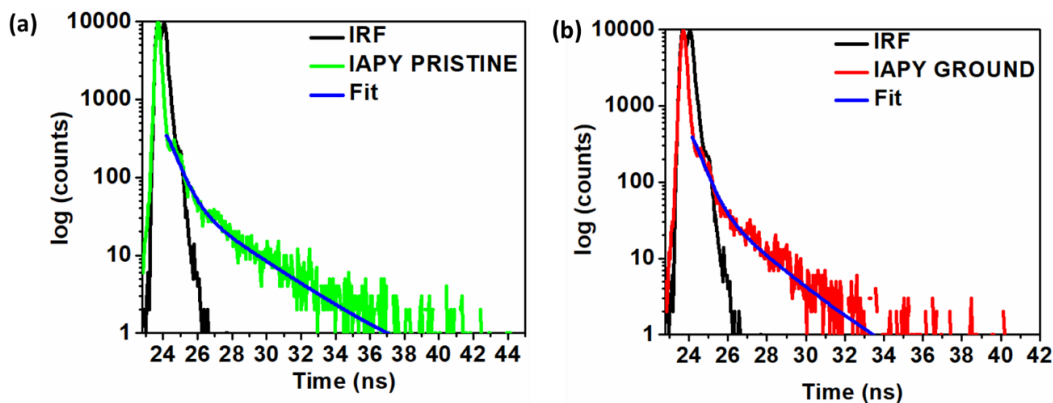 (a)
10000
1000
100
10
1
log (counts)
IRF
IAPY PRISTINE
Fit
24 26 28 30 32 34 36 38 40 42 44
Time (ns)
(b)
10000
1000
100
10
1
log (counts)
IRF
IAPY GROUND
Fit
24 26 28 30 32 34 36 38 40 42
Time (ns)